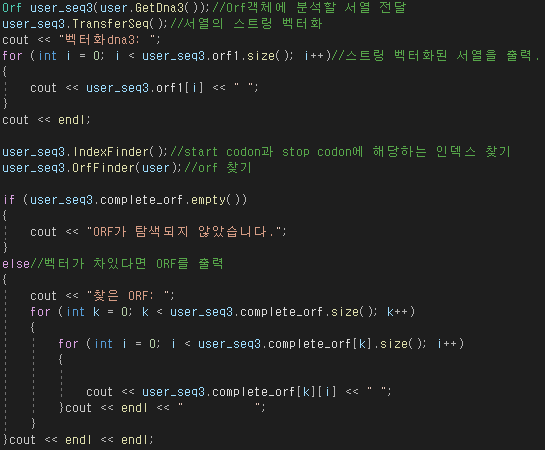 Orf user_seq3(user.GetDna3());//Orf객체에 분석할 서열 전달
user_seq3.TransferSeq();//서열의 스트링 벡터화
cout << "벡터화dna3: ";
for (int i = 0; i < user_seq3.orf1.size(); i++)//스트링 벡터화된 서열을 출력.
{
    cout << user_seq3.orf1[i] << " ";
}
cout << endl;

user_seq3.IndexFinder();//start codon과 stop codon에 해당하는 인덱스 찾기
user_seq3.OrfFinder(user);//orf 찾기

if (user_seq3.complete_orf.empty())
{
    cout << "ORF가 탐색되지 않았습니다.";
}
else//벡터가 차있다면 ORF를 출력
{
    cout << "찾은 ORF: ";
    for (int k = 0; k < user_seq3.complete_orf.size(); k++)
    {
        for (int i = 0; i < user_seq3.complete_orf[k].size(); i++)
        {

            cout << user_seq3.complete_orf[k][i] << " ";
        }cout << endl << "          ";
    }
}cout << endl << endl;